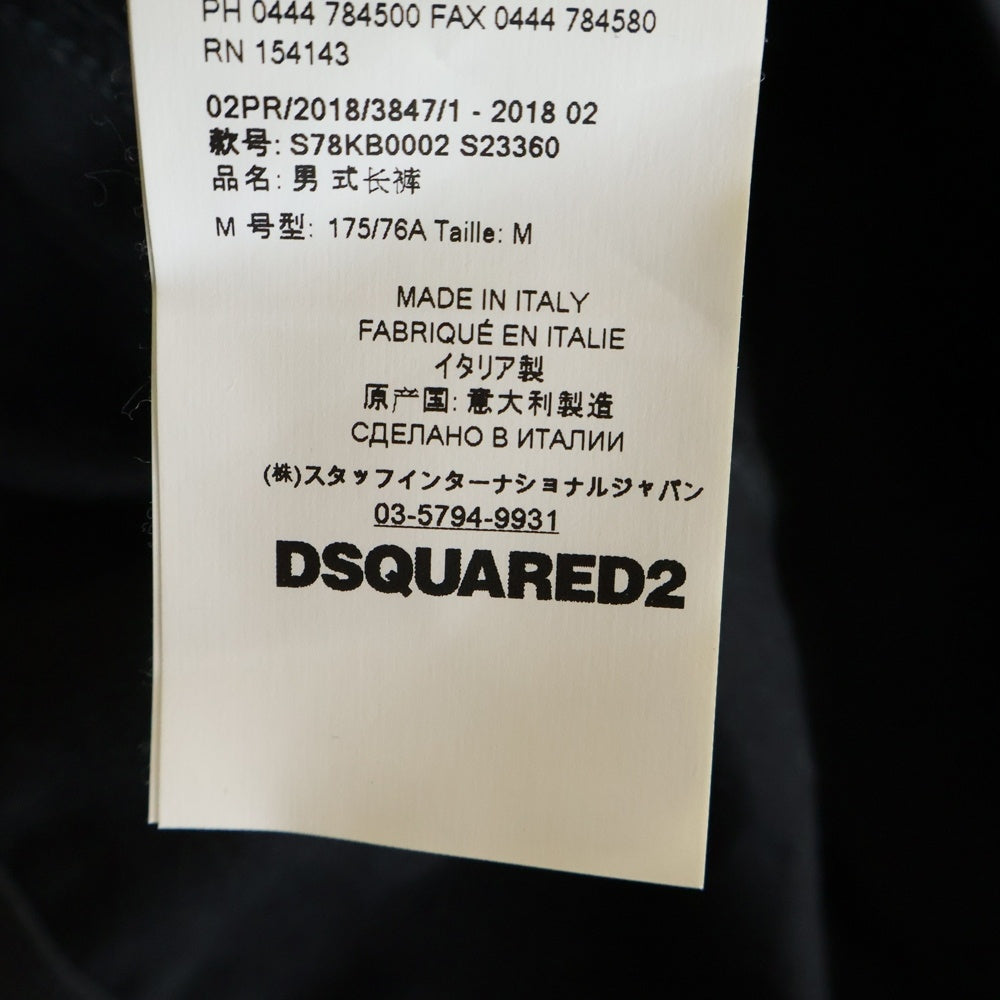 PH 0444 784500 FAX 0444 784580
RN 154143
02PR/2018/3847/1 - 2018 02
款号: S78KB0002 S23360
品名: 男 式长裤
M 号型: 175/76A Taille: M
MADE IN ITALY
FABRIQUÉ EN ITALIE
イタリア製
原产国: 意大利製造
СДЕЛАНО В ИТАЛИИ
(株)スタッフインターナショナルジャパン
03-5794-9931
DSQUARED2